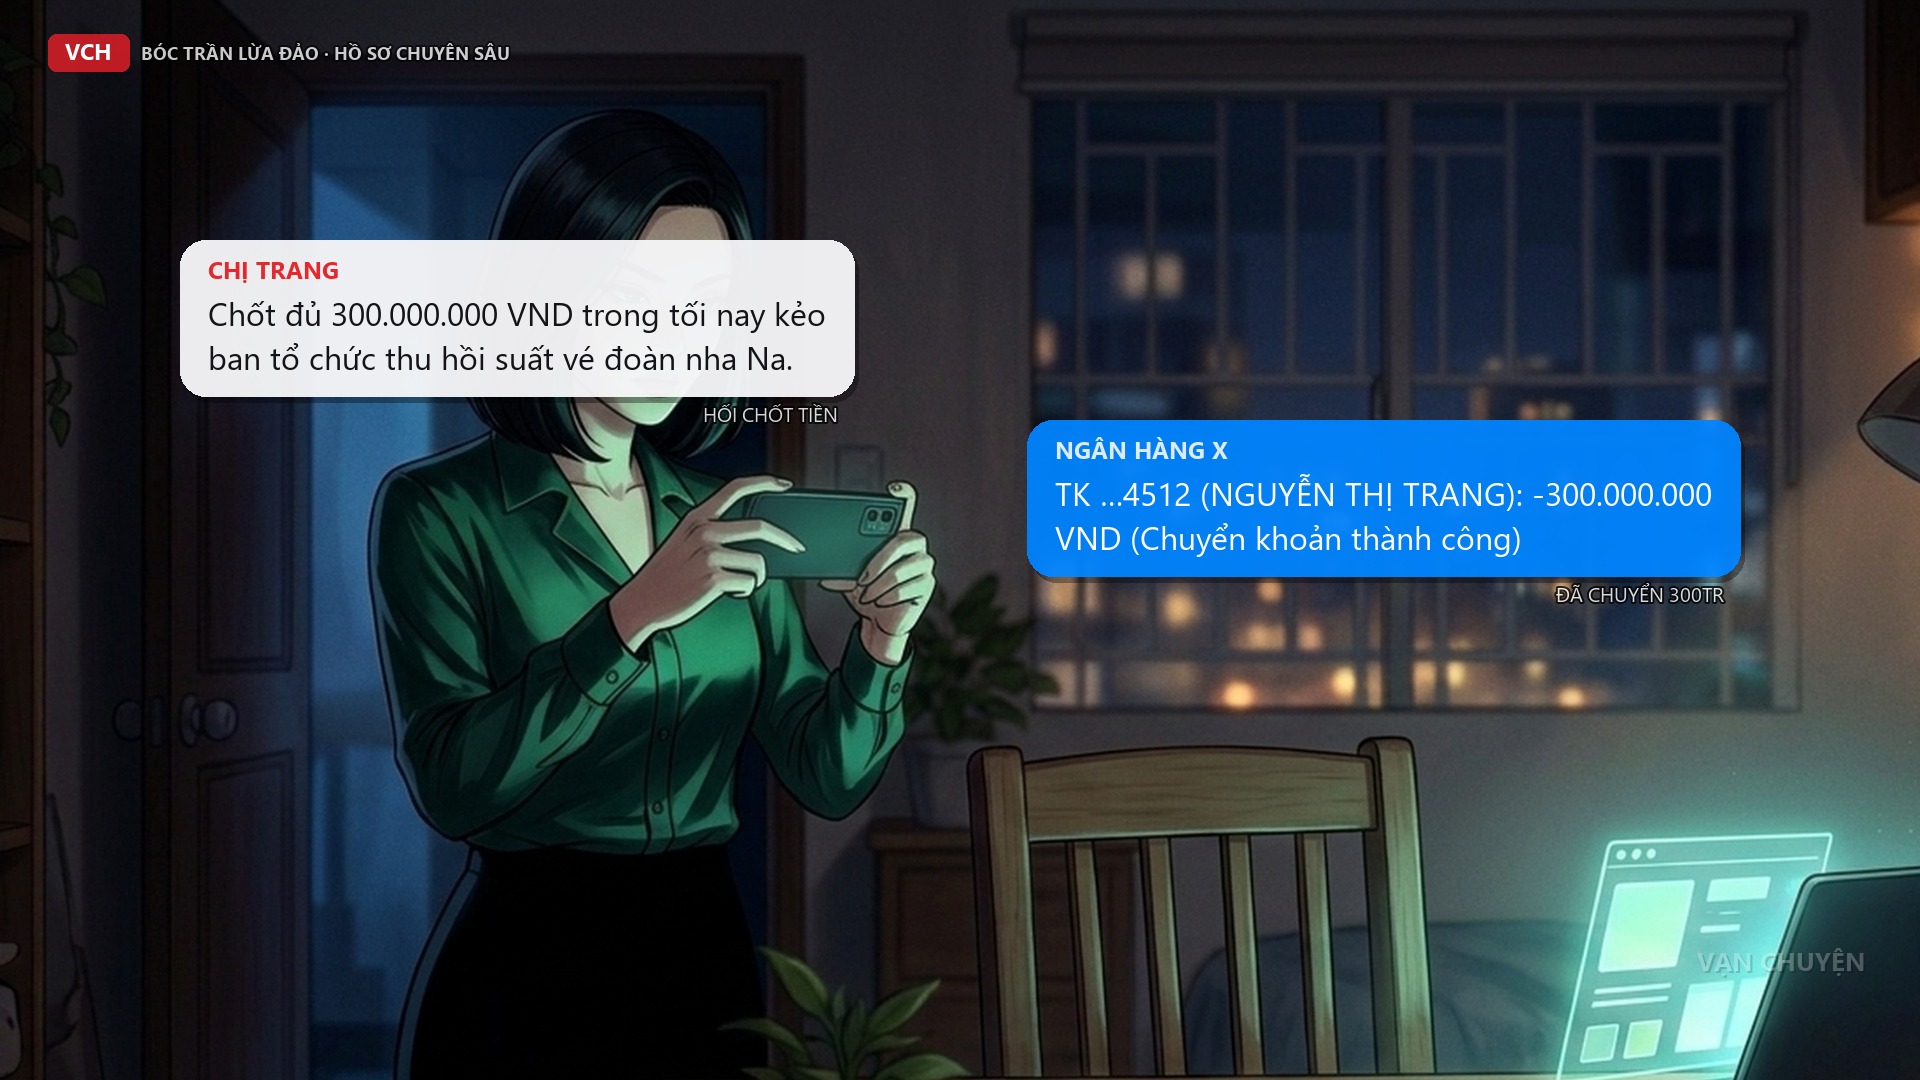 VCH BÓC TRẦN LỪA ĐẢO · HỒ SƠ CHUYÊN SÂU
CHỊ TRANG
Chốt đủ 300.000.000 VND trong tối nay kẻo
ban tổ chức thu hồi suất vé đoàn nha Na.
HỐI CHỐT TIỀN
NGÂN HÀNG X
TK ...4512 (NGUYỄN THỊ TRANG): -300.000.000
VND (Chuyển khoản thành công)
ĐÃ CHUYỂN 300TR
VẠN CHUYỆN